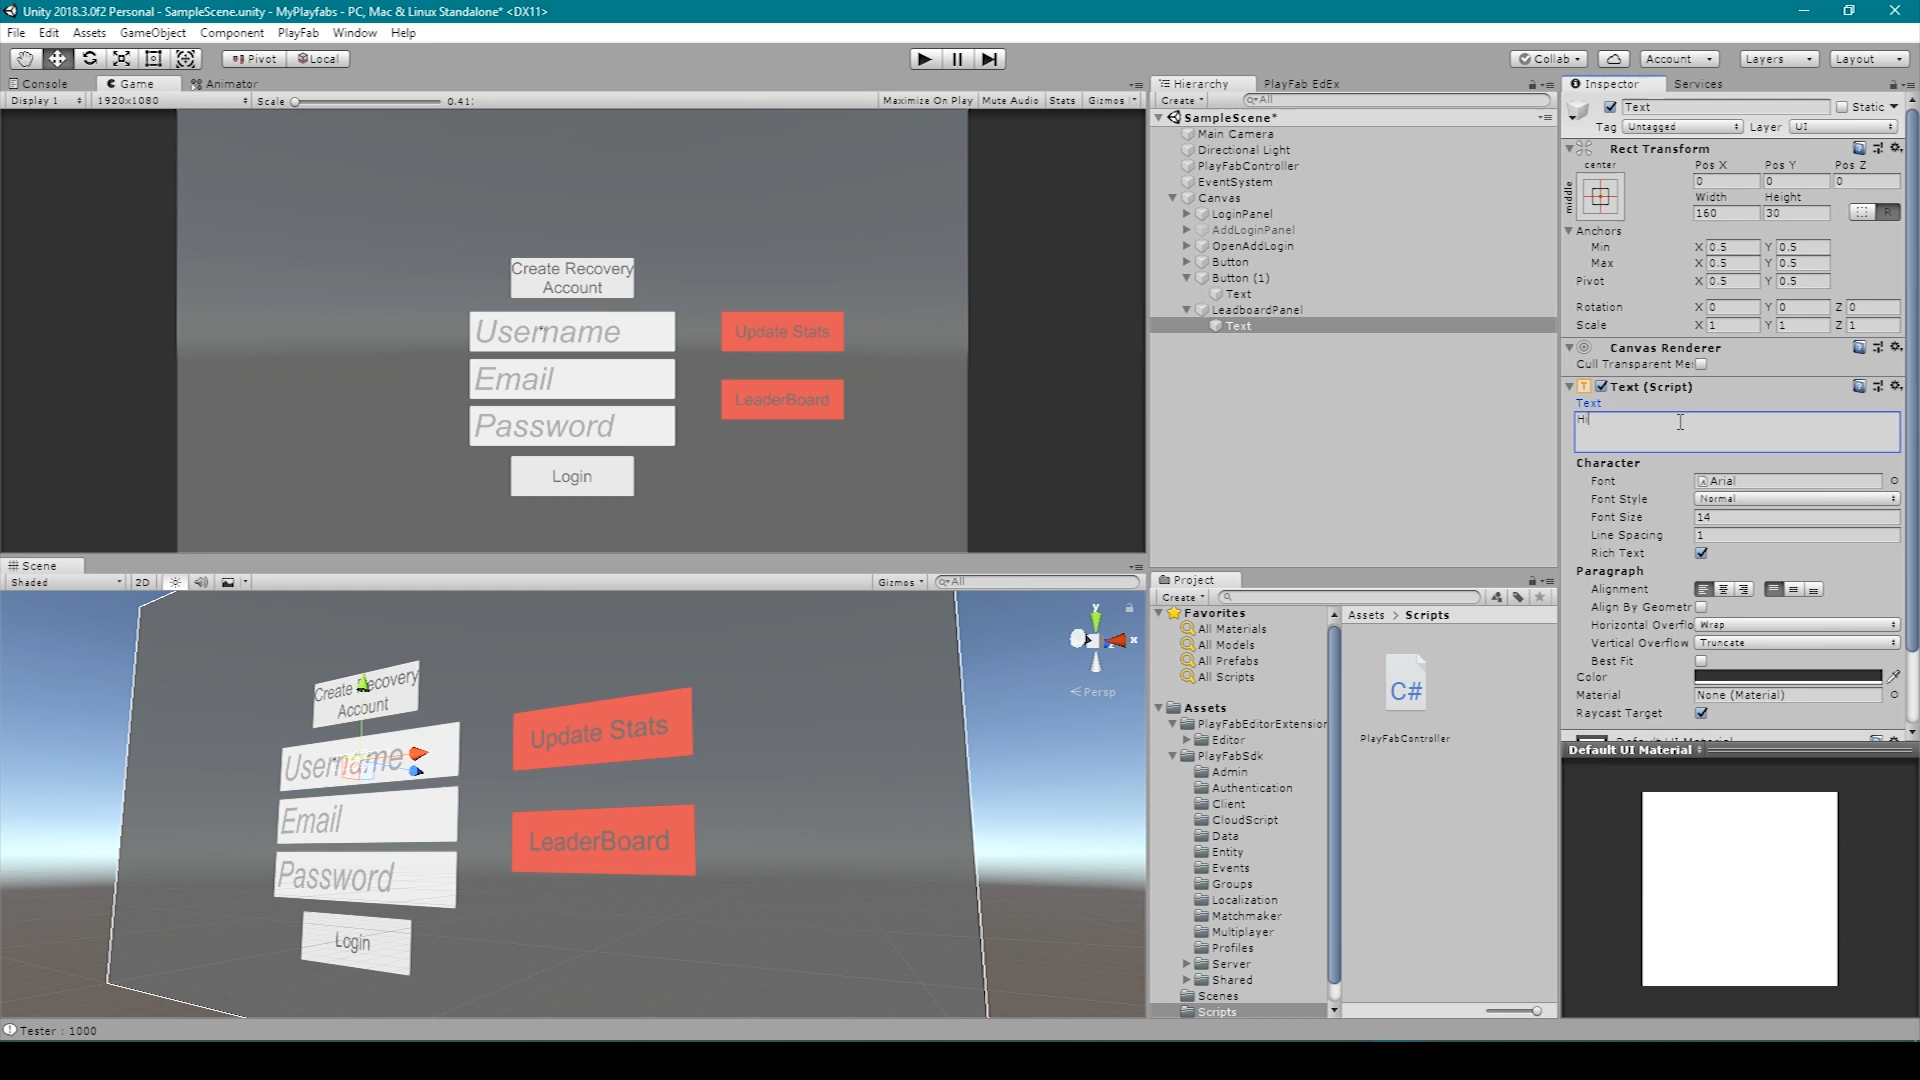 Unity 2018.3.0f2 Personal - SampleScene.unity - MyPlayfabs - PC, Mac & Linux Standalone* <DX11>
File Edit Assets GameObject Component PlayFab Window Help
Pivot Local Collab Account Layers Layout
Console Game Animator
Display 1 1920x1080 Scale 0.41: Maximize On Play Mute Audio Stats Gizmos
Create Recovery
Account
Username
Email
Password
Login
Update Stats
LeaderBoard
Scene
Shaded 2D Gizmos All
Create Recovery
Account
Username
Email
Password
Login
Update Stats
LeaderBoard
y
x
Persp
Tester : 1000
Hierarchy PlayFab EdEx
Create All
SampleScene*
Main Camera
Directional Light
PlayFabController
EventSystem
Canvas
LoginPanel
AddLoginPanel
OpenAddLogin
Button
Button (1)
Text
LeadboardPanel
Text
Project
Create
Favorites
All Materials
All Models
All Prefabs
All Scripts
Assets
PlayFabEditorExtension
Editor
PlayFabSdk
Admin
Authentication
Client
CloudScript
Data
Entity
Events
Groups
Localization
Matchmaker
Multiplayer
Profiles
Server
Shared
Scenes
Scripts
Assets > Scripts
C#
PlayFabController
Inspector Services
Text Static
Tag Untagged Layer UI
Rect Transform
center Pos X Pos Y Pos Z
middle 0 0 0
Width Height
160 30 R
Anchors
Min X 0.5 Y 0.5
Max X 0.5 Y 0.5
Pivot X 0.5 Y 0.5
Rotation X 0 Y 0 Z 0
Scale X 1 Y 1 Z 1
Canvas Renderer
Cull Transparent Me
Text (Script)
Text
Hi
Character
Font Arial
Font Style Normal
Font Size 14
Line Spacing 1
Rich Text
Paragraph
Alignment
Align By Geometr
Horizontal Overflo Wrap
Vertical Overflow Truncate
Best Fit
Color
Material None (Material)
Raycast Target
Default UI Material